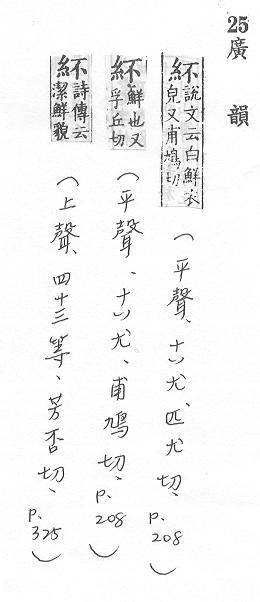 25 廣韻
紑 說文云白鮮衣皃又甫鳩切
(平聲、十八尤、匹尤切、p.208)
紑 鮮也又孚丘切
(平聲、十八尤、甫鳩切、p.208)
紑 詩傳云潔鮮貌
(上聲、四十三等、芳否切、p.325)